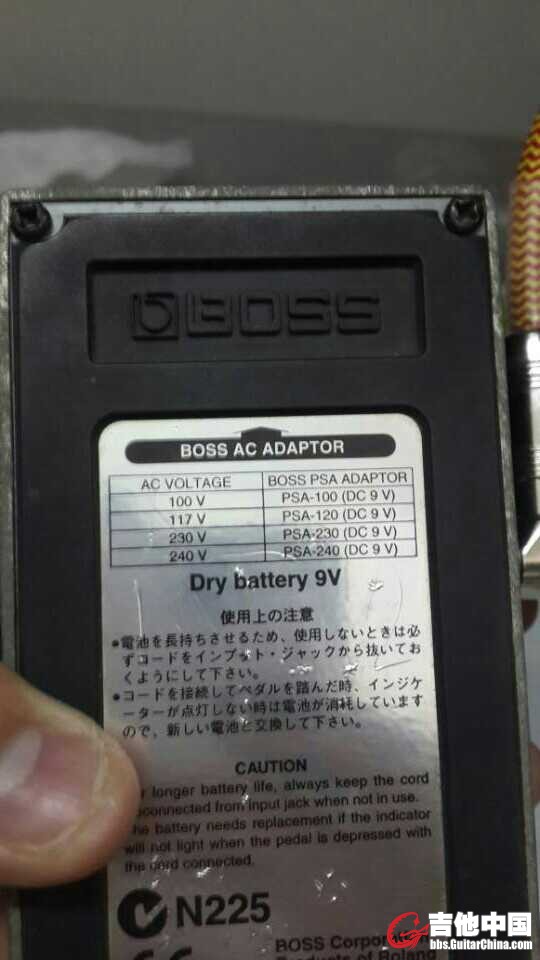 BOSS
BOSS AC ADAPTOR
AC VOLTAGE BOSS PSA ADAPTOR
100 V PSA-100 (DC 9 V)
117 V PSA-120 (DC 9 V)
230 V PSA-230 (DC 9 V)
240 V PSA-240 (DC 9 V)
Dry battery 9V
使用上の注意
●電池を長持ちさせるため、使用しないときは必
ずコードをインプット・ジャックから抜いてお
くようにして下さい。
●コードを接続してペダルを踏んだ時、インジケ
ーターが点灯しない時は電池が消耗しています
ので、新しい電池と交換して下さい。
CAUTION
longer battery life, always keep the cord
from input jack when not in use.
battery needs replacement if the indicator
will not light when the pedal is depressed with
the cord connected.
N225
CE
BOSS Corporation
Products of Roland
吉他中国
bbs.GuitarChina.com